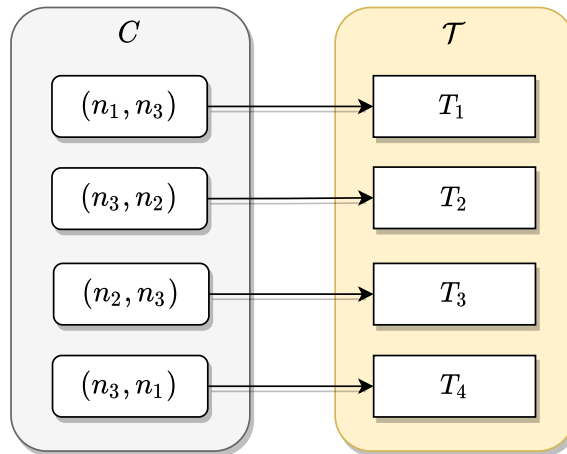 C
𝒯
(n₁, n₃)
T₁
(n₃, n₂)
T₂
(n₂, n₃)
T₃
(n₃, n₁)
T₄